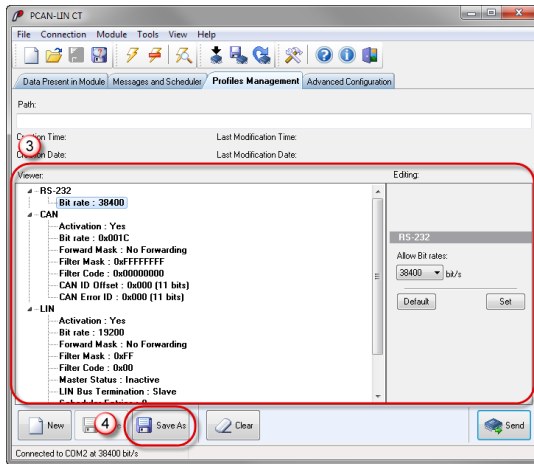 PCAN-LIN CT
File Connection Module Tools View Help
Data Present in Module Messages and Scheduler Profiles Management Advanced Configuration
Path:
Time: Last Modification Time:
Date: Last Modification Date:
3
Viewer: Editing:
RS-232
Bit rate : 38400
CAN
Activation : Yes
Bit rate : 0x001C
Forward Mask : No Forwarding
Filter Mask : 0xFFFFFFFF
Filter Code : 0x00000000
CAN ID Offset : 0x000 (11 bits)
CAN Error ID : 0x000 (11 bits)
LIN
Activation : Yes
Bit rate : 19200
Forward Mask : No Forwarding
Filter Mask : 0xFF
Filter Code : 0x00
Master Status : Inactive
LIN Bus Termination : Slave
Scheduler Entries : 0
RS-232
Allow Bit rates:
38400 bit/s
Default Set
New 4 Save As Clear Send
Connected to COM2 at 38400 bit/s